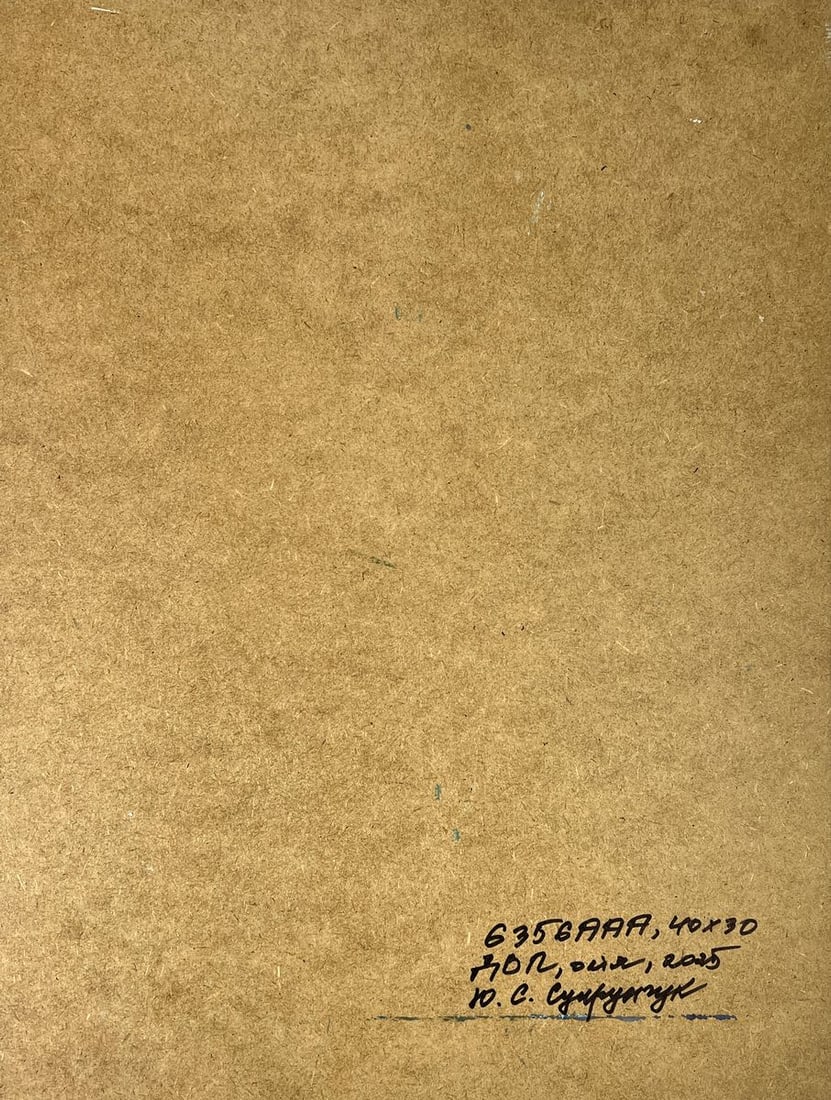 6356AAA, 40x30
ДВП, олія, 2025
Ю. С. Супрунчук